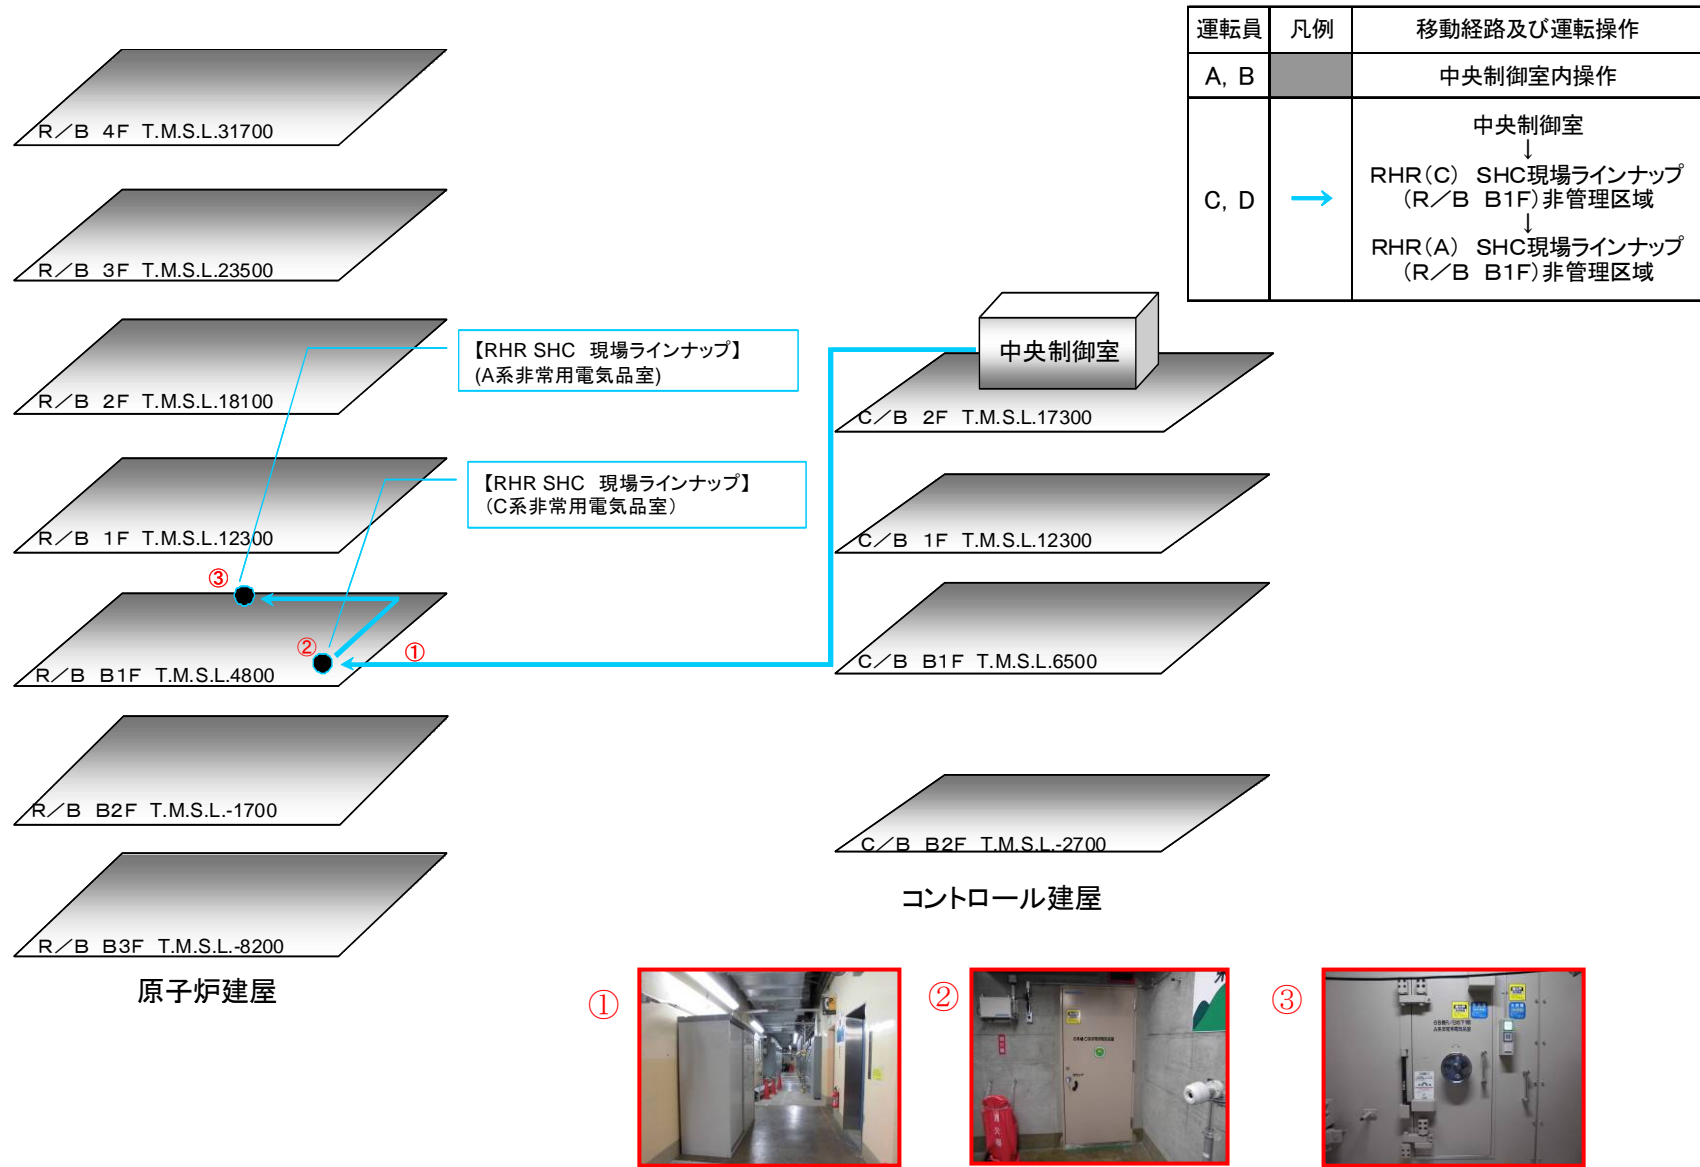 運転員 凡例 移動経路及び運転操作
A, B 中央制御室内操作
C, D → 中央制御室
↓
RHR(C) SHC現場ラインナップ
(R/B B1F)非管理区域
↓
RHR(A) SHC現場ラインナップ
(R/B B1F)非管理区域
R/B 4F T.M.S.L.31700
R/B 3F T.M.S.L.23500
R/B 2F T.M.S.L.18100
R/B 1F T.M.S.L.12300
R/B B1F T.M.S.L.4800
R/B B2F T.M.S.L.-1700
R/B B3F T.M.S.L.-8200
原子炉建屋
【RHR SHC 現場ラインナップ】
(A系非常用電気品室)
【RHR SHC 現場ラインナップ】
(C系非常用電気品室)
③
②
①
中央制御室
C/B 2F T.M.S.L.17300
C/B 1F T.M.S.L.12300
C/B B1F T.M.S.L.6500
C/B B2F T.M.S.L.-2700
コントロール建屋
①
②
③